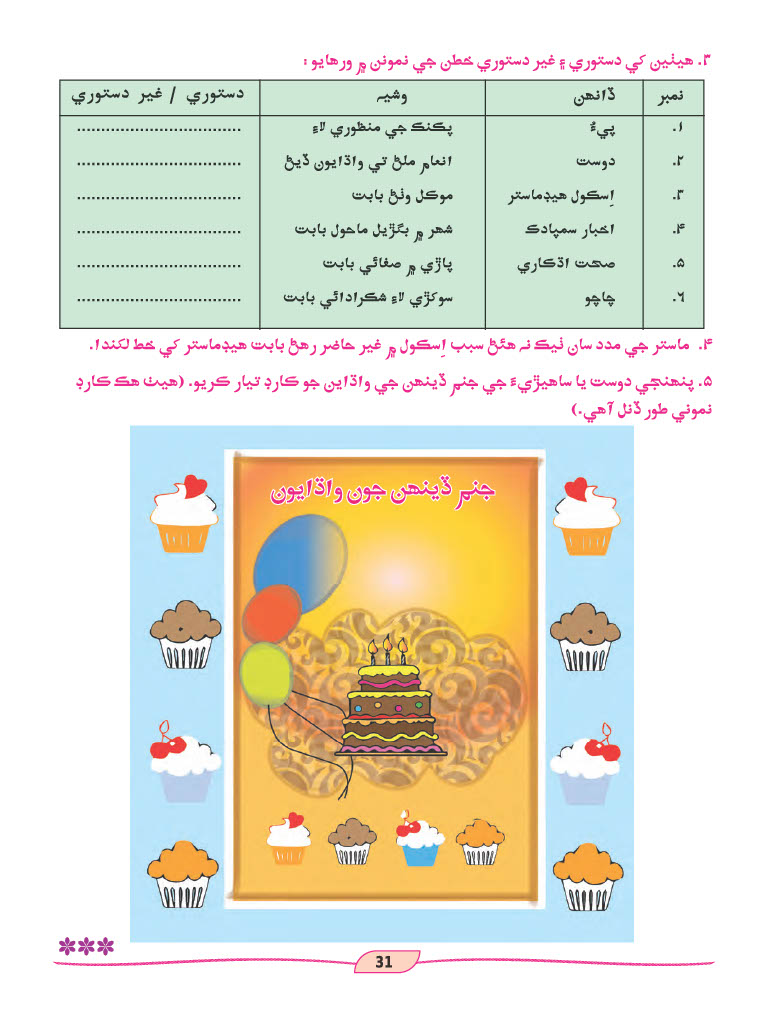 ۳. هيٺين کي دستوري ۽ غير دستوري خطن جي نمونن ۾ ورهايو :
نمبر ڏانهن وشيہ دستوري / غير دستوري
۱. پيءُ پڪنڪ جي منظوري لاءِ ..................................
۲. دوست انعام ملڻ تي واڌايون ڏيڻ ..................................
۳. اِسڪول هيڊماستر موڪل وٺڻ بابت ..................................
۴. اخبار سمپادڪ شهر ۾ بگڙيل ماحول بابت ..................................
۵. صحت اڌڪاري پاڙي ۾ صفائي بابت ..................................
۶. چاچو سوکڙي لاءِ شڪرادائي بابت ..................................
۴. ماستر جي مدد سان ٺيڪ نہ هئڻ سبب اِسڪول ۾ غير حاضر رهڻ بابت هيڊماستر کي خط لکندا.
۵. پنهنجي دوست يا ساهيڙيءَ جي جنم ڏينهن جي واڌاين جو ڪارڊ تيار ڪريو. (هيٺ هڪ ڪارڊ
نموني طور ڏنل آهي.)
جنم ڏينهن جون واڌايون
31